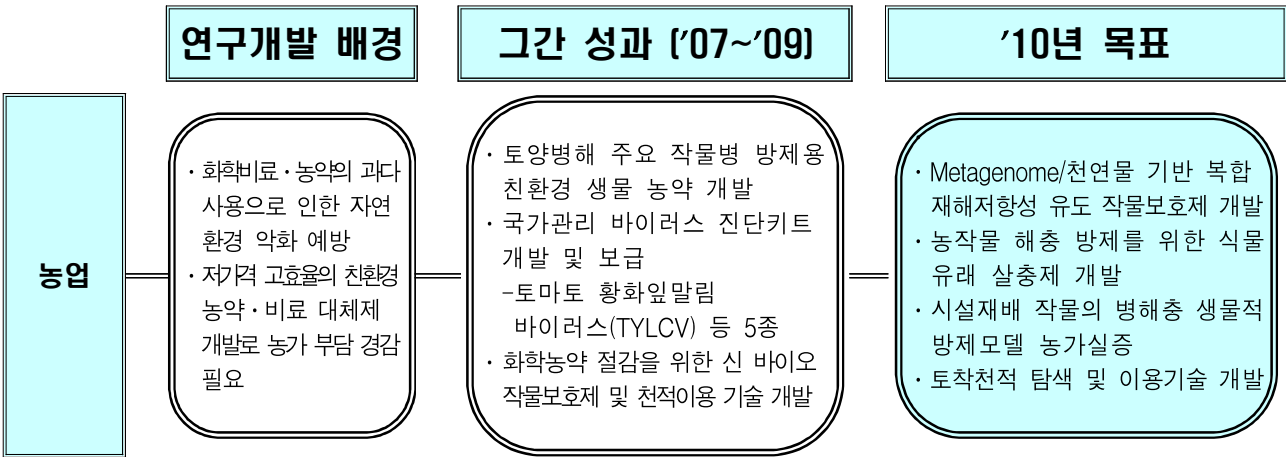 연구개발 배경
그간 성과 ('07~'09)
'10년 목표
농업
· 화학비료·농약의 과다
사용으로 인한 자연
환경 악화 예방
· 저가격 고효율의 친환경
농약·비료 대체제
개발로 농가 부담 경감
필요
· 토양병해 주요 작물병 방제용
친환경 생물 농약 개발
· 국가관리 바이러스 진단키트
개발 및 보급
-토마토 황화잎말림
바이러스(TYLCV) 등 5종
· 화학농약 절감을 위한 신 바이오
작물보호제 및 천적이용 기술 개발
· Metagenome/천연물 기반 복합
재해저항성 유도 작물보호제 개발
· 농작물 해충 방제를 위한 식물
유래 살충제 개발
· 시설재배 작물의 병해충 생물적
방제모델 농가실증
· 토착천적 탐색 및 이용기술 개발